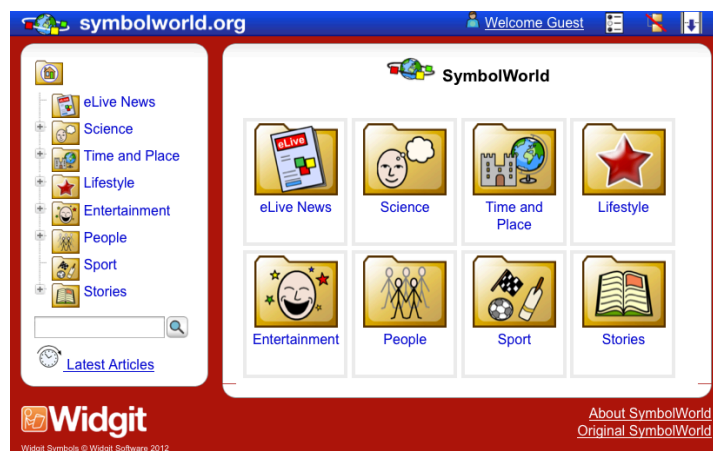 symbolworld.org
Welcome Guest
eLive News
Science
Time and Place
Lifestyle
Entertainment
People
Sport
Stories
Latest Articles
SymbolWorld
eLive
eLive News
Science
Time and
Place
Lifestyle
Entertainment
People
Sport
Stories
Widgit
Widgit Symbols © Widgit Software 2012
About SymbolWorld
Original SymbolWorld